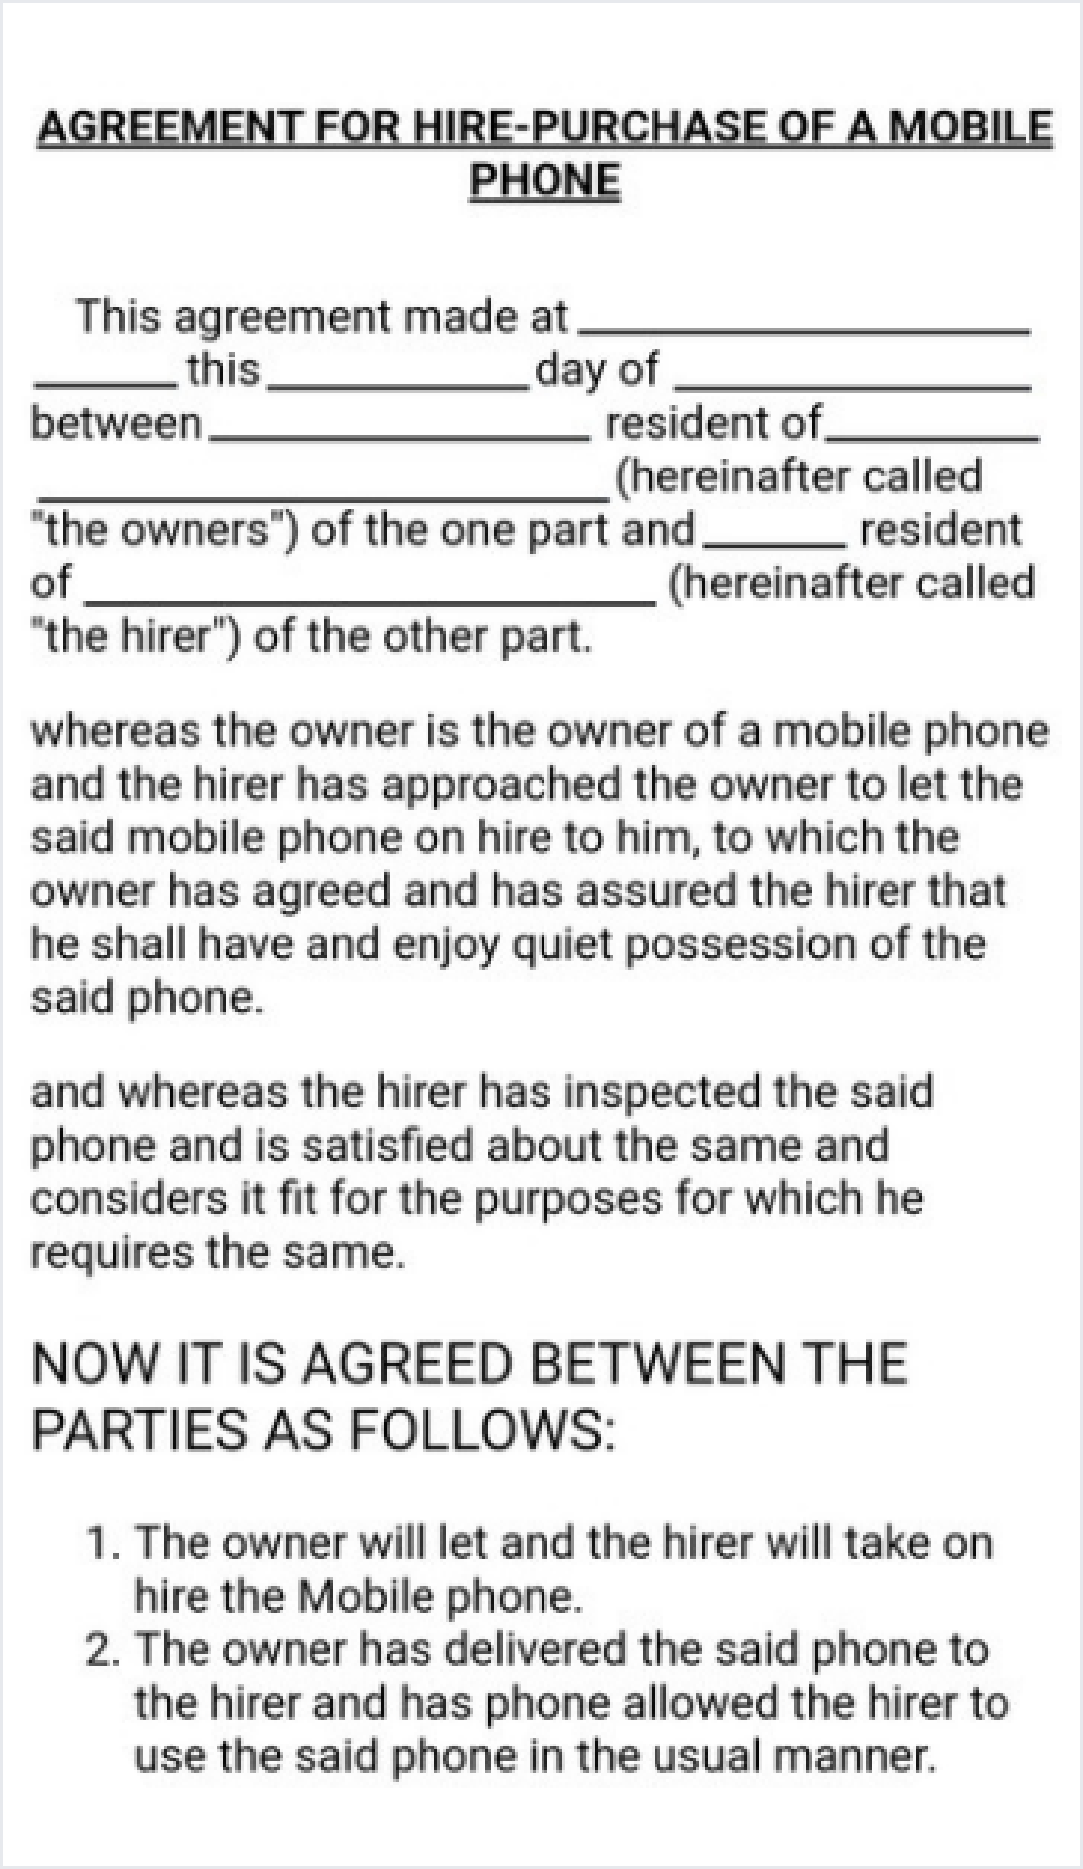 AGREEMENT FOR HIRE-PURCHASE OF A MOBILE
PHONE
This agreement made at ____________________
______ this ___________ day of _______________
between ________________ resident of _________
________________________ (hereinafter called
"the owners") of the one part and ______ resident
of ________________________ (hereinafter called
"the hirer") of the other part.
whereas the owner is the owner of a mobile phone
and the hirer has approached the owner to let the
said mobile phone on hire to him, to which the
owner has agreed and has assured the hirer that
he shall have and enjoy quiet possession of the
said phone.
and whereas the hirer has inspected the said
phone and is satisfied about the same and
considers it fit for the purposes for which he
requires the same.
NOW IT IS AGREED BETWEEN THE
PARTIES AS FOLLOWS:
1. The owner will let and the hirer will take on
hire the Mobile phone.
2. The owner has delivered the said phone to
the hirer and has phone allowed the hirer to
use the said phone in the usual manner.